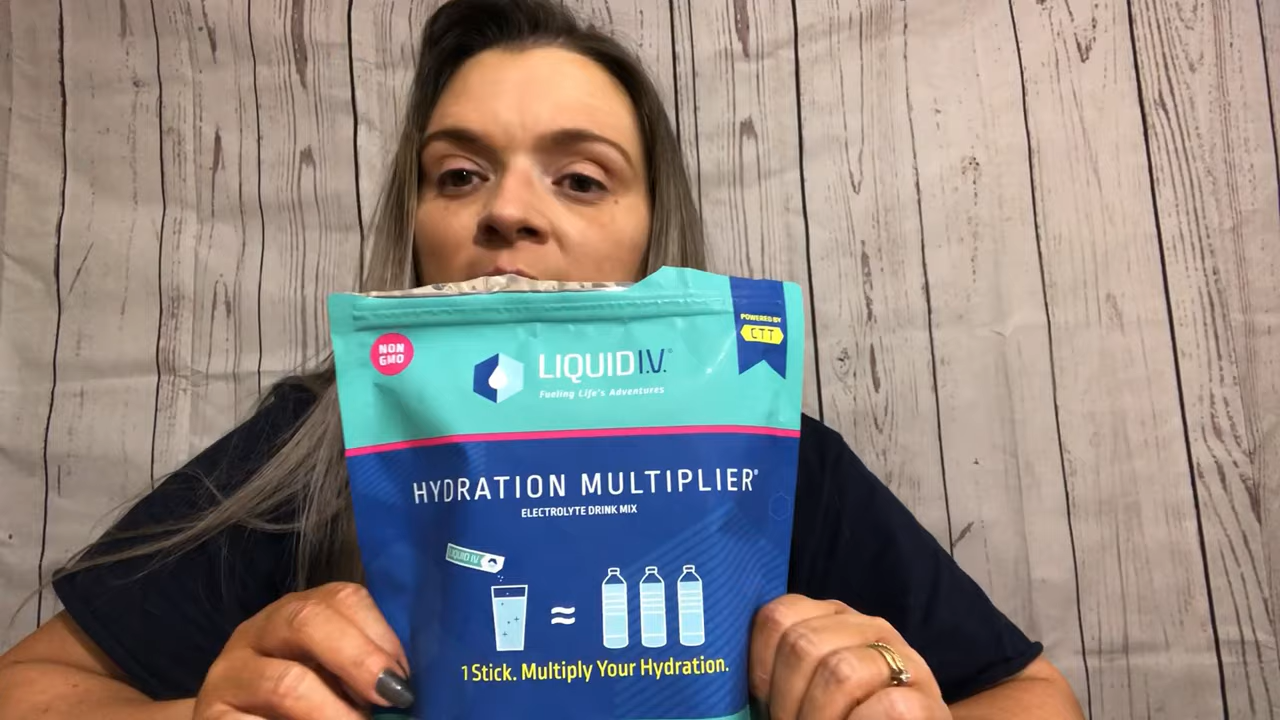 NON
GMO
LIQUID I.V.®
Fueling Life's Adventures
POWERED BY
CTT
HYDRATION MULTIPLIER®
ELECTROLYTE DRINK MIX
LIQUID I.V.
1 Stick. Multiply Your Hydration.